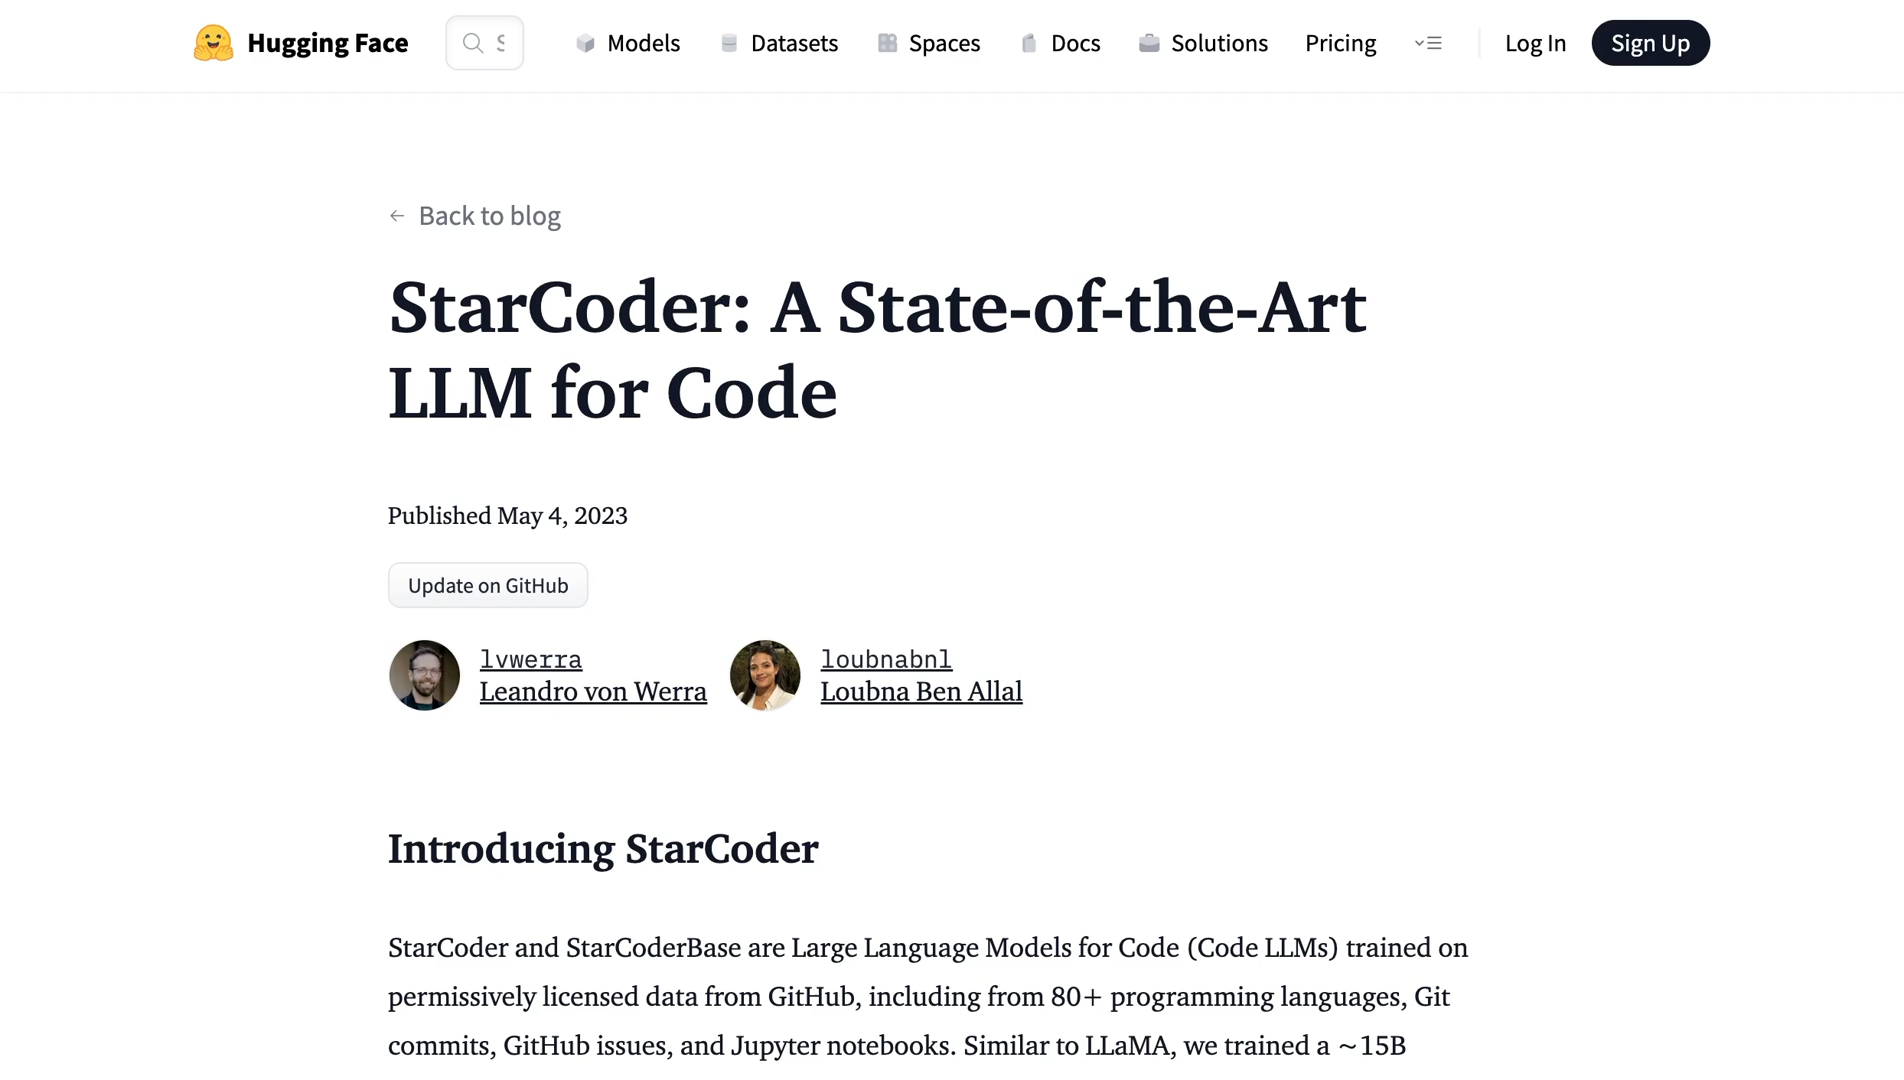 Hugging Face
S
Models
Datasets
Spaces
Docs
Solutions
Pricing
Log In
Sign Up
← Back to blog
StarCoder: A State-of-the-Art
LLM for Code
Published May 4, 2023
Update on GitHub
lvwerra
Leandro von Werra
loubnabnl
Loubna Ben Allal
Introducing StarCoder
StarCoder and StarCoderBase are Large Language Models for Code (Code LLMs) trained on
permissively licensed data from GitHub, including from 80+ programming languages, Git
commits, GitHub issues, and Jupyter notebooks. Similar to LLaMA, we trained a ~15B